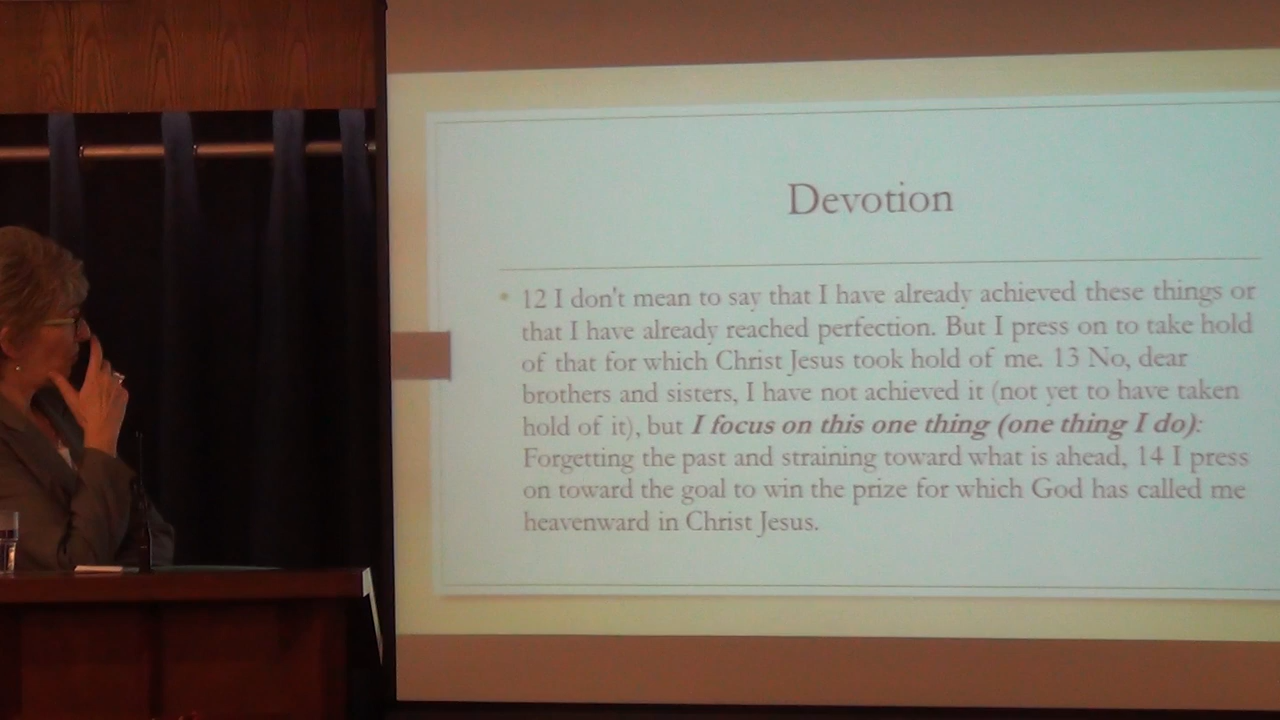 Devotion
• 12 I don't mean to say that I have already achieved these things or
that I have already reached perfection. But I press on to take hold
of that for which Christ Jesus took hold of me. 13 No, dear
brothers and sisters, I have not achieved it (not yet to have taken
hold of it), but I focus on this one thing (one thing I do):
Forgetting the past and straining toward what is ahead, 14 I press
on toward the goal to win the prize for which God has called me
heavenward in Christ Jesus.